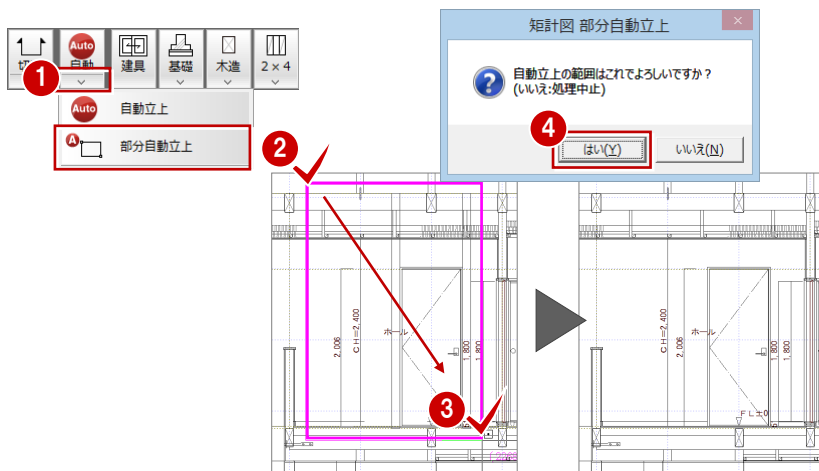 Auto
切
自動
建具
基礎
木造
2×4
1
Auto
自動立上
A
部分自動立上
2
矩計図 部分自動立上
×
?
自動立上の範囲はこれでよろしいですか？
(いいえ:処理中止)
4
はい(Y)
いいえ(N)
2,006
CH=2,400
ホール
1,800
1,800
3
2,006
CH=2,400
ホール
1,800
1,800
FL±0